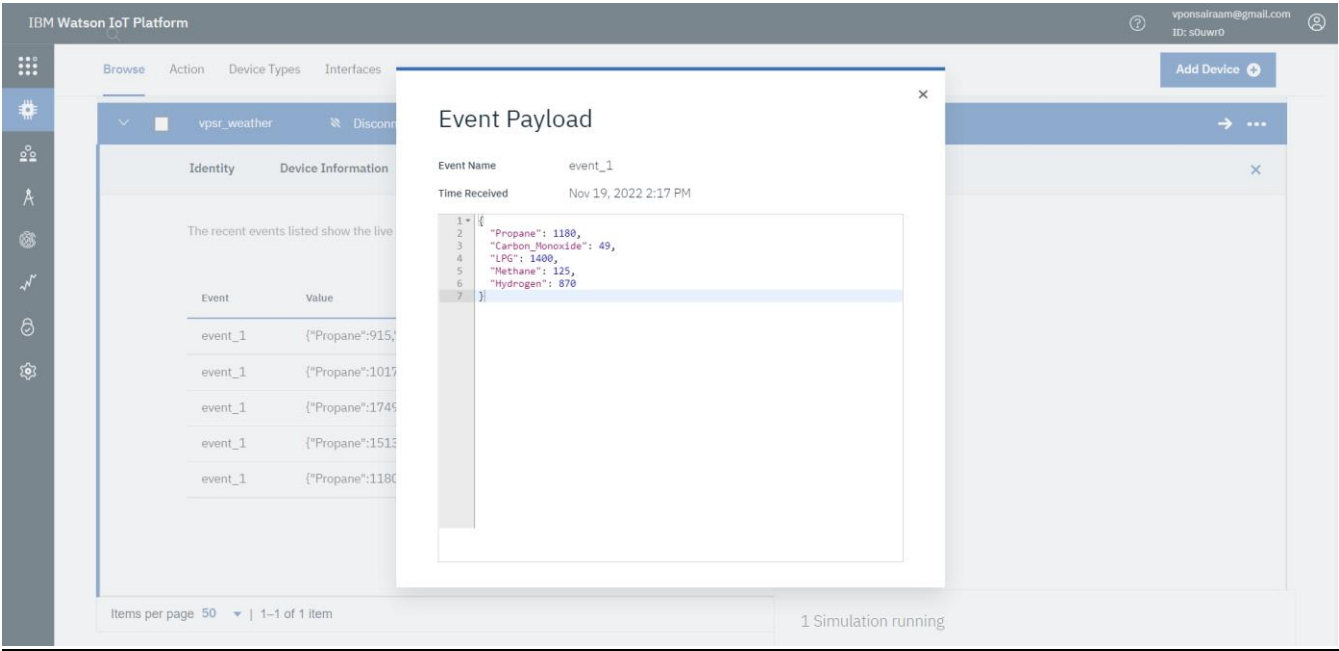 IBM Watson IoT Platform
vponsairaam@gmail.com
ID: s0uwr0
Browse Action Device Types Interfaces
Add Device
vpsr_weather Disconn
Identity Device Information
The recent events listed show the live
Event Value
event_1 {"Propane":915,"
event_1 {"Propane":1017
event_1 {"Propane":1749
event_1 {"Propane":1513
event_1 {"Propane":1180
Items per page 50 | 1–1 of 1 item
1 Simulation running
Event Payload
Event Name event_1
Time Received Nov 19, 2022 2:17 PM
1 {
2 "Propane": 1180,
3 "Carbon_Monoxide": 49,
4 "LPG": 1400,
5 "Methane": 125,
6 "Hydrogen": 870
7 }